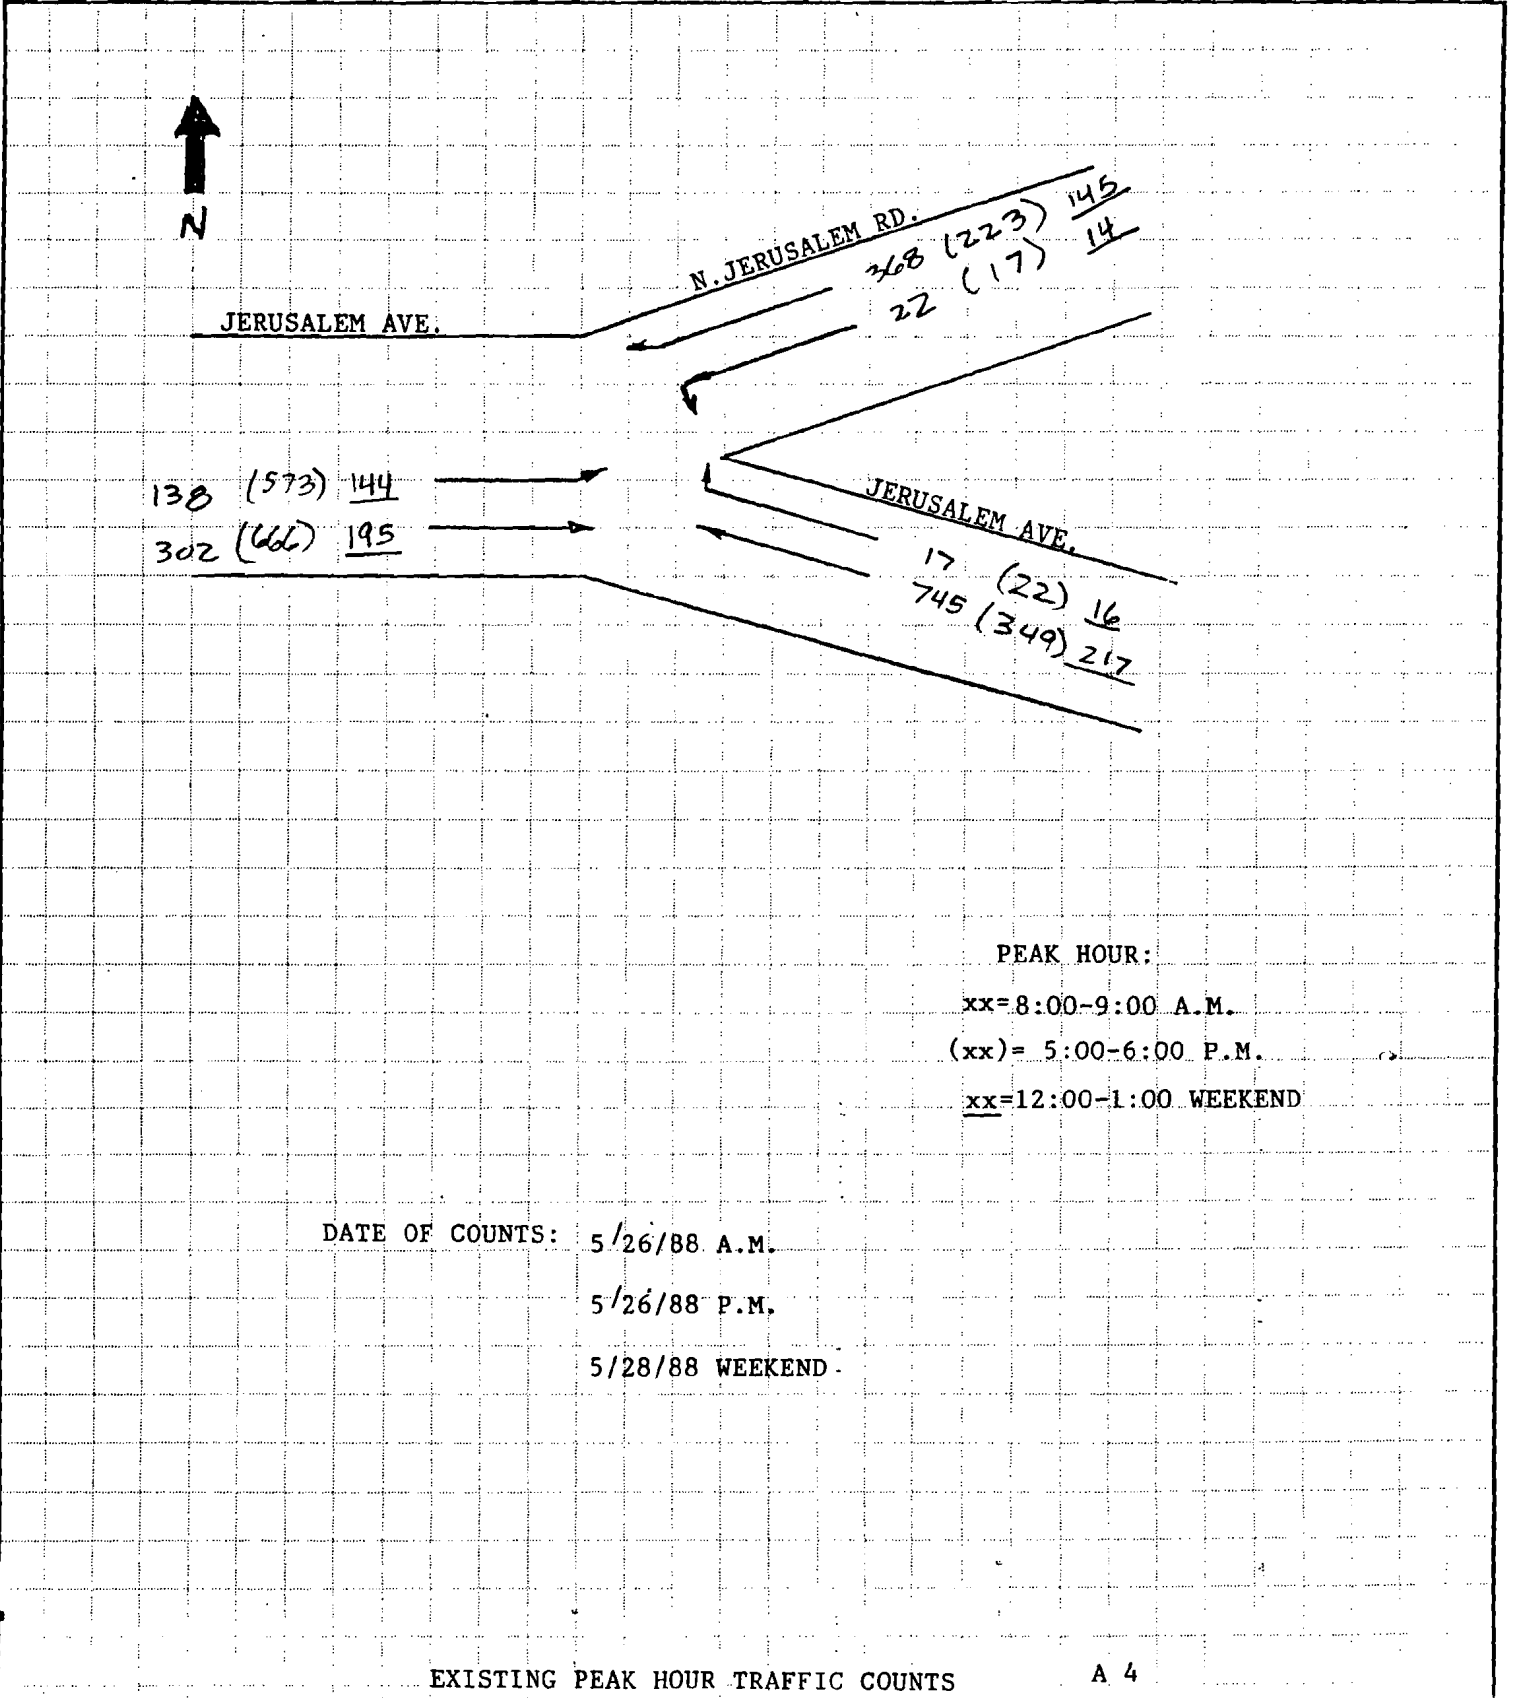 N
N. JERUSALEM RD.
368 (223) 145
22 (17) 14
JERUSALEM AVE.
138 (573) 144
302 (666) 195
JERUSALEM AVE.
17 (22) 16
745 (349) 217
PEAK HOUR:
xx=8:00-9:00 A.M.
(xx)= 5:00-6:00 P.M.
xx=12:00-1:00 WEEKEND
DATE OF COUNTS: 5/26/88 A.M.
5/26/88 P.M.
5/28/88 WEEKEND
EXISTING PEAK HOUR TRAFFIC COUNTS A 4